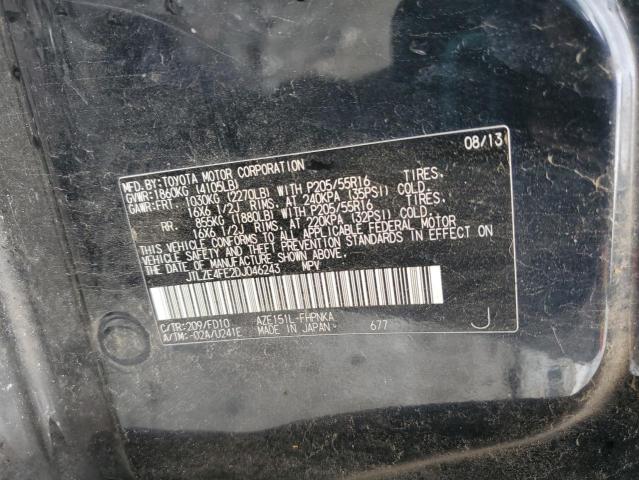 08/13
MFD.BY:TOYOTA MOTOR CORPORATION
GVWR:1860KG (4105LB)
GAWR:FRT. 1030KG (2270LB) WITH P205/55R16 TIRES.
16X6 1/2J RIMS, AT 240KPA (35PSI) COLD.
RR. 855KG (1880LB) WITH P205/55R16 TIRES.
16X6 1/2J RIMS, AT 220KPA (32PSI) COLD.
THIS VEHICLE CONFORMS TO ALL APPLICABLE FEDERAL MOTOR
VEHICLE SAFETY AND THEFT PREVENTION STANDARDS IN EFFECT
ON THE DATE OF MANUFACTURE SHOWN ABOVE.
JTLZE4FE2DJ046243 MPV
C/TR:209/FD10 AZE151L-FHPNKA
A/TM:-02A/U241E MADE IN JAPAN 677 J